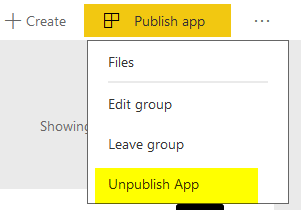 Create
Publish app
...
Files
Edit group
Leave group
Showing
Unpublish App